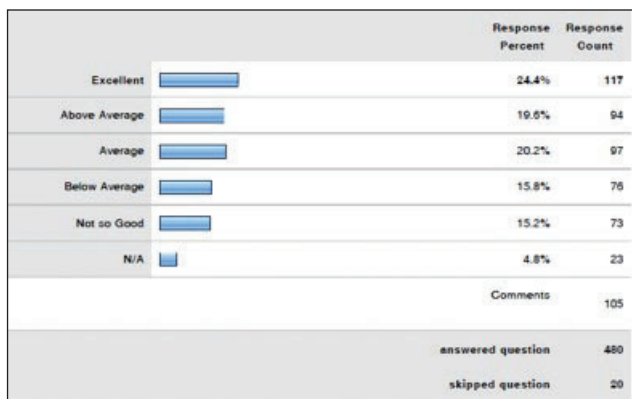 Response Response
Percent Count
Excellent 24.4% 117
Above Average 19.6% 94
Average 20.2% 97
Below Average 15.8% 76
Not so Good 15.2% 73
N/A 4.8% 23
Comments 105
answered question 480
skipped question 20